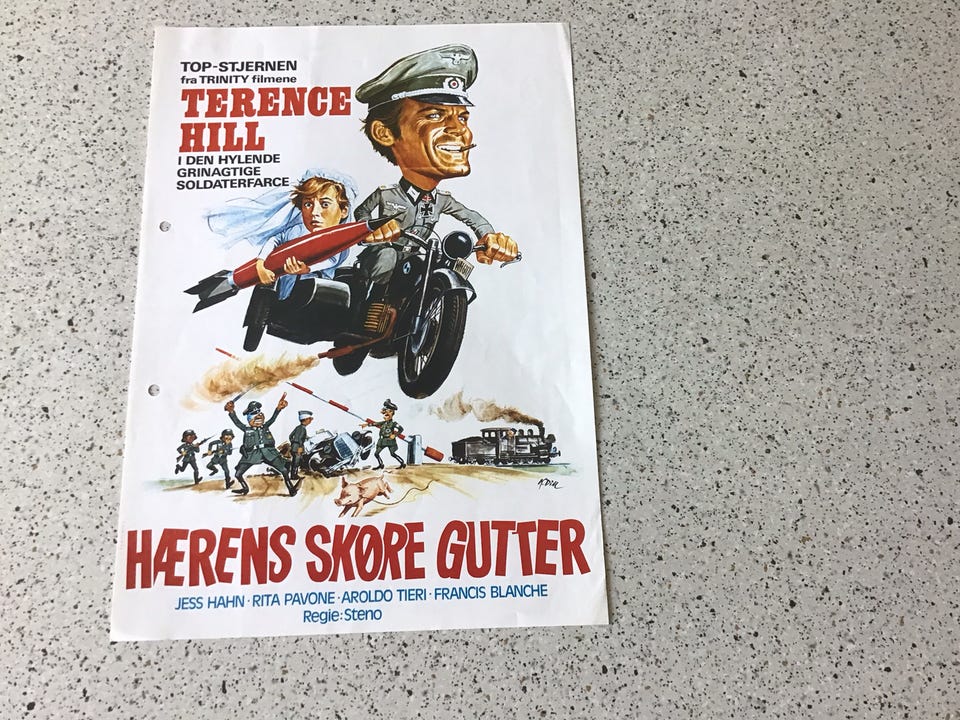 TOP-STJERNEN
fra TRINITY filmene
TERENCE
HILL
I DEN HYLENDE
GRINAGTIGE
SOLDATERFARCE
HÆRENS SKØRE GUTTER
JESS HAHN · RITA PAVONE · AROLDO TIERI · FRANCIS BLANCHE
Regie: Steno